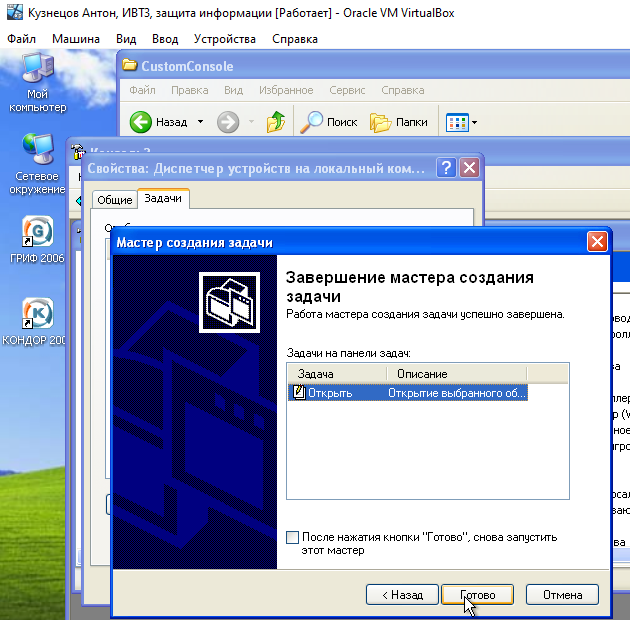 Кузнецов Антон, ИВТЗ, защита информации [Работает] - Oracle VM VirtualBox
Файл Машина Вид Ввод Устройства Справка
Мой компьютер
CustomConsole
Файл Правка Вид Избранное Сервис Справка
Назад Поиск Папки
Сетевое окружение
ГРИФ 2006
КОНДОР 200
Свойства: Диспетчер устройств на локальный ком...
Общие Задачи
Мастер создания задачи
Завершение мастера создания
задачи
Работа мастера создания задачи успешно завершена.
Задачи на панели задач:
Задача Описание
Открыть Открытие выбранного об...
После нажатия кнопки "Готово", снова запустить
этот мастер
< Назад Готово Отмена